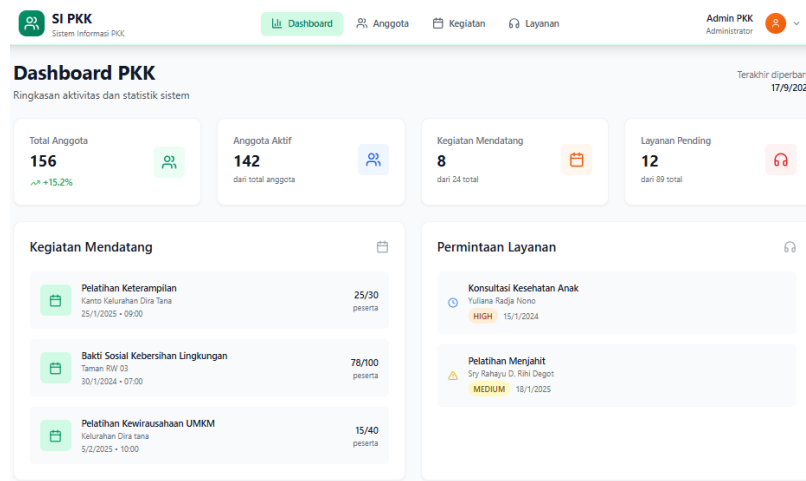 SI PKK
Sistem Informasi PKK
Dashboard
Anggota
Kegiatan
Layanan
Admin PKK
Administrator
Dashboard PKK
Ringkasan aktivitas dan statistik sistem
Terakhir diperbar
17/9/202
Total Anggota
156
+15.2%
Anggota Aktif
142
dari total anggota
Kegiatan Mendatang
8
dari 24 total
Layanan Pending
12
dari 89 total
Kegiatan Mendatang
Pelatihan Keterampilan
Kanto Kelurahan Dira Tana
25/1/2025 • 09:00
25/30
peserta
Bakti Sosial Kebersihan Lingkungan
Taman RW 03
30/1/2024 • 07:00
78/100
peserta
Pelatihan Kewirausahaan UMKM
Kelurahan Dira tana
5/2/2025 • 10:00
15/40
peserta
Permintaan Layanan
Konsultasi Kesehatan Anak
Yuliana Radja Nono
HIGH 15/1/2024
Pelatihan Menjahit
Sry Rahayu D. Rihi Degot
MEDIUM 18/1/2025